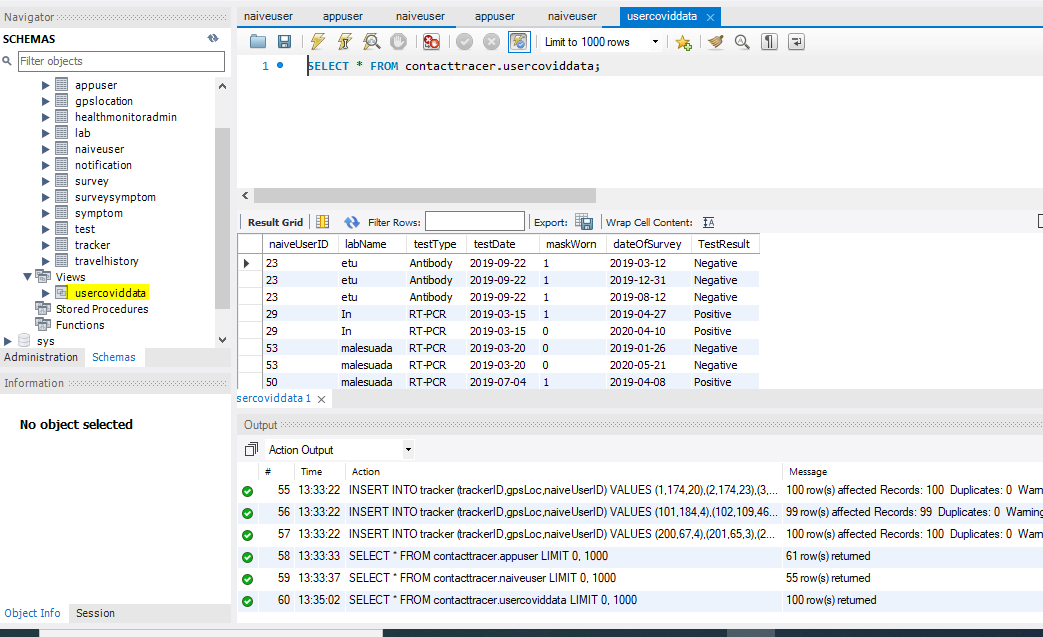 Navigator
SCHEMAS
Filter objects
appuser
gpslocation
healthmonitoradmin
lab
naiveuser
notification
survey
surveysymptom
symptom
test
tracker
travelhistory
Views
usercoviddata
Stored Procedures
Functions
sys
Administration Schemas
Information
No object selected
Object Info Session
naiveuser appuser naiveuser appuser naiveuser usercoviddata
Limit to 1000 rows
1 SELECT * FROM contacttracer.usercoviddata;
Result Grid Filter Rows: Export: Wrap Cell Content:
naiveUserID labName testType testDate maskWorn dateOfSurvey TestResult
23 etu Antibody 2019-09-22 1 2019-03-12 Negative
23 etu Antibody 2019-09-22 1 2019-12-31 Negative
23 etu Antibody 2019-09-22 1 2019-08-12 Negative
29 In RT-PCR 2019-03-15 1 2019-04-27 Positive
29 In RT-PCR 2019-03-15 0 2020-04-10 Positive
53 malesuada RT-PCR 2019-03-20 0 2019-01-26 Negative
53 malesuada RT-PCR 2019-03-20 0 2020-05-21 Negative
50 malesuada RT-PCR 2019-07-04 1 2019-04-08 Positive
sercoviddata 1
Output
Action Output
# Time Action Message
55 13:33:22 INSERT INTO tracker (trackerID,gpsLoc,naiveUserID) VALUES (1,174,20),(2,174,23),(3,... 100 row(s) affected Records: 100 Duplicates: 0 Warn
56 13:33:22 INSERT INTO tracker (trackerID,gpsLoc,naiveUserID) VALUES (101,184,4),(102,109,46... 99 row(s) affected Records: 99 Duplicates: 0 Warning
57 13:33:22 INSERT INTO tracker (trackerID,gpsLoc,naiveUserID) VALUES (200,67,4),(201,65,3),(2... 100 row(s) affected Records: 100 Duplicates: 0 Warn
58 13:33:33 SELECT * FROM contacttracer.appuser LIMIT 0, 1000 61 row(s) returned
59 13:33:37 SELECT * FROM contacttracer.naiveuser LIMIT 0, 1000 55 row(s) returned
60 13:35:02 SELECT * FROM contacttracer.usercoviddata LIMIT 0, 1000 100 row(s) returned